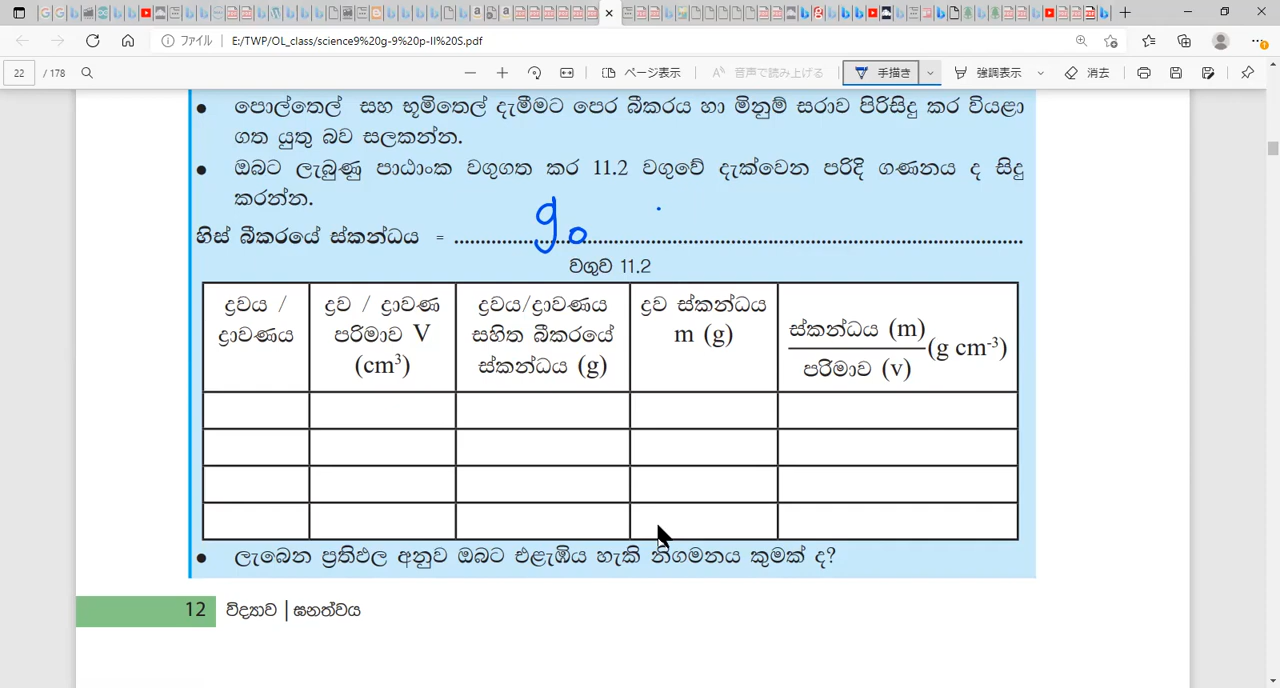 ファイル | E:/TWP/OL_class/science9%20g-9%20p-II%20S.pdf
22 / 178 ページ表示 音声で読み上げる 手描き 強調表示 消去
• පොල්තෙල් සහ භූමිතෙල් දැමීමට පෙර බීකරය හා මිනුම් සරාව පිරිසිදු කර වියළා
ගත යුතු බව සලකන්න.
• ඔබට ලැබුණු පාඨාංක වගුගත කර 11.2 වගුවේ දැක්වෙන පරිදි ගණනය ද සිදු
කරන්න.
හිස් බීකරයේ ස්කන්ධය = ..........................................................................................................
වගුව 11.2
ද්‍රවය / ද්‍රව / ද්‍රාවණ ද්‍රවය/ද්‍රාවණය ද්‍රව ස්කන්ධය
ද්‍රාවණය පරිමාව V සහිත බීකරයේ m (g) ස්කන්ධය (m)
(cm³) ස්කන්ධය (g) පරිමාව (v) (g cm⁻³)
• ලැබෙන ප්‍රතිඵල අනුව ඔබට එළැඹිය හැකි නිගමනය කුමක් ද?
12 විද්‍යාව | ඝනත්වය